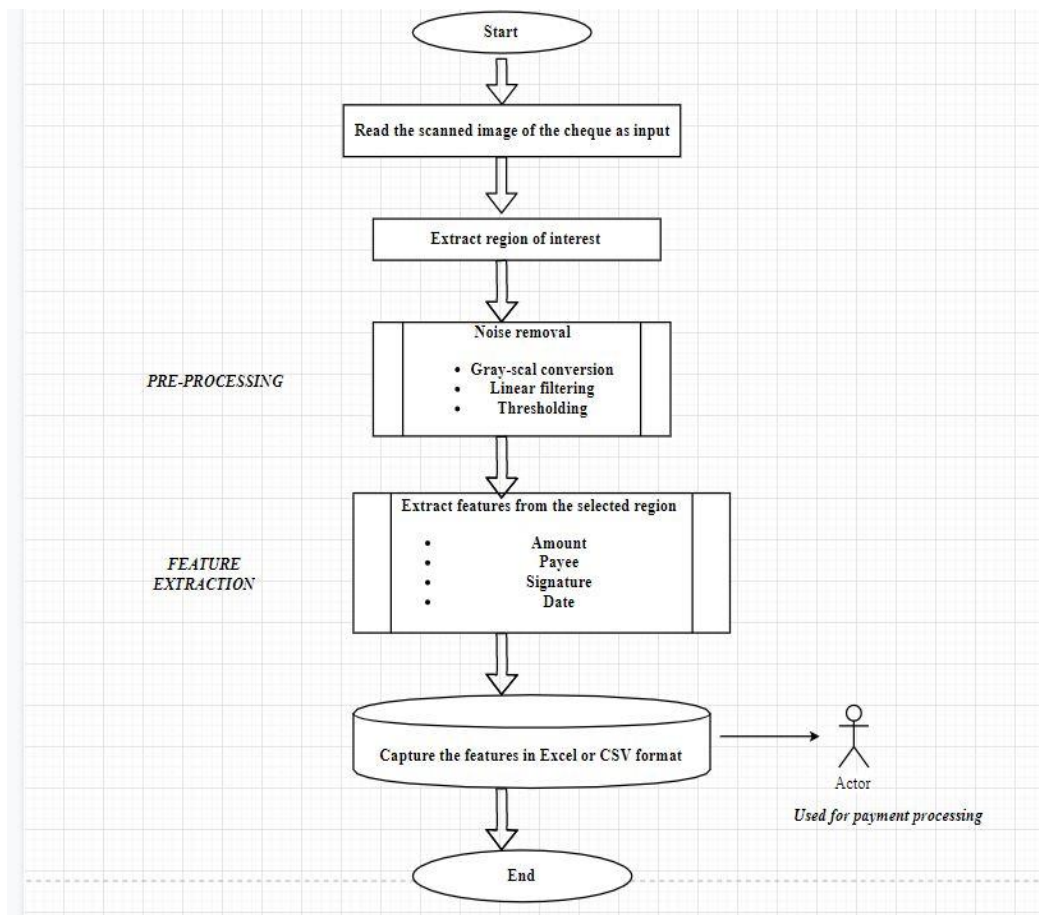 Start
Read the scanned image of the cheque as input
Extract region of interest
Noise removal
PRE-PROCESSING
• Gray-scal conversion
• Linear filtering
• Thresholding
Extract features from the selected region
FEATURE
EXTRACTION
• Amount
• Payee
• Signature
• Date
Capture the features in Excel or CSV format
Actor
Used for payment processing
End